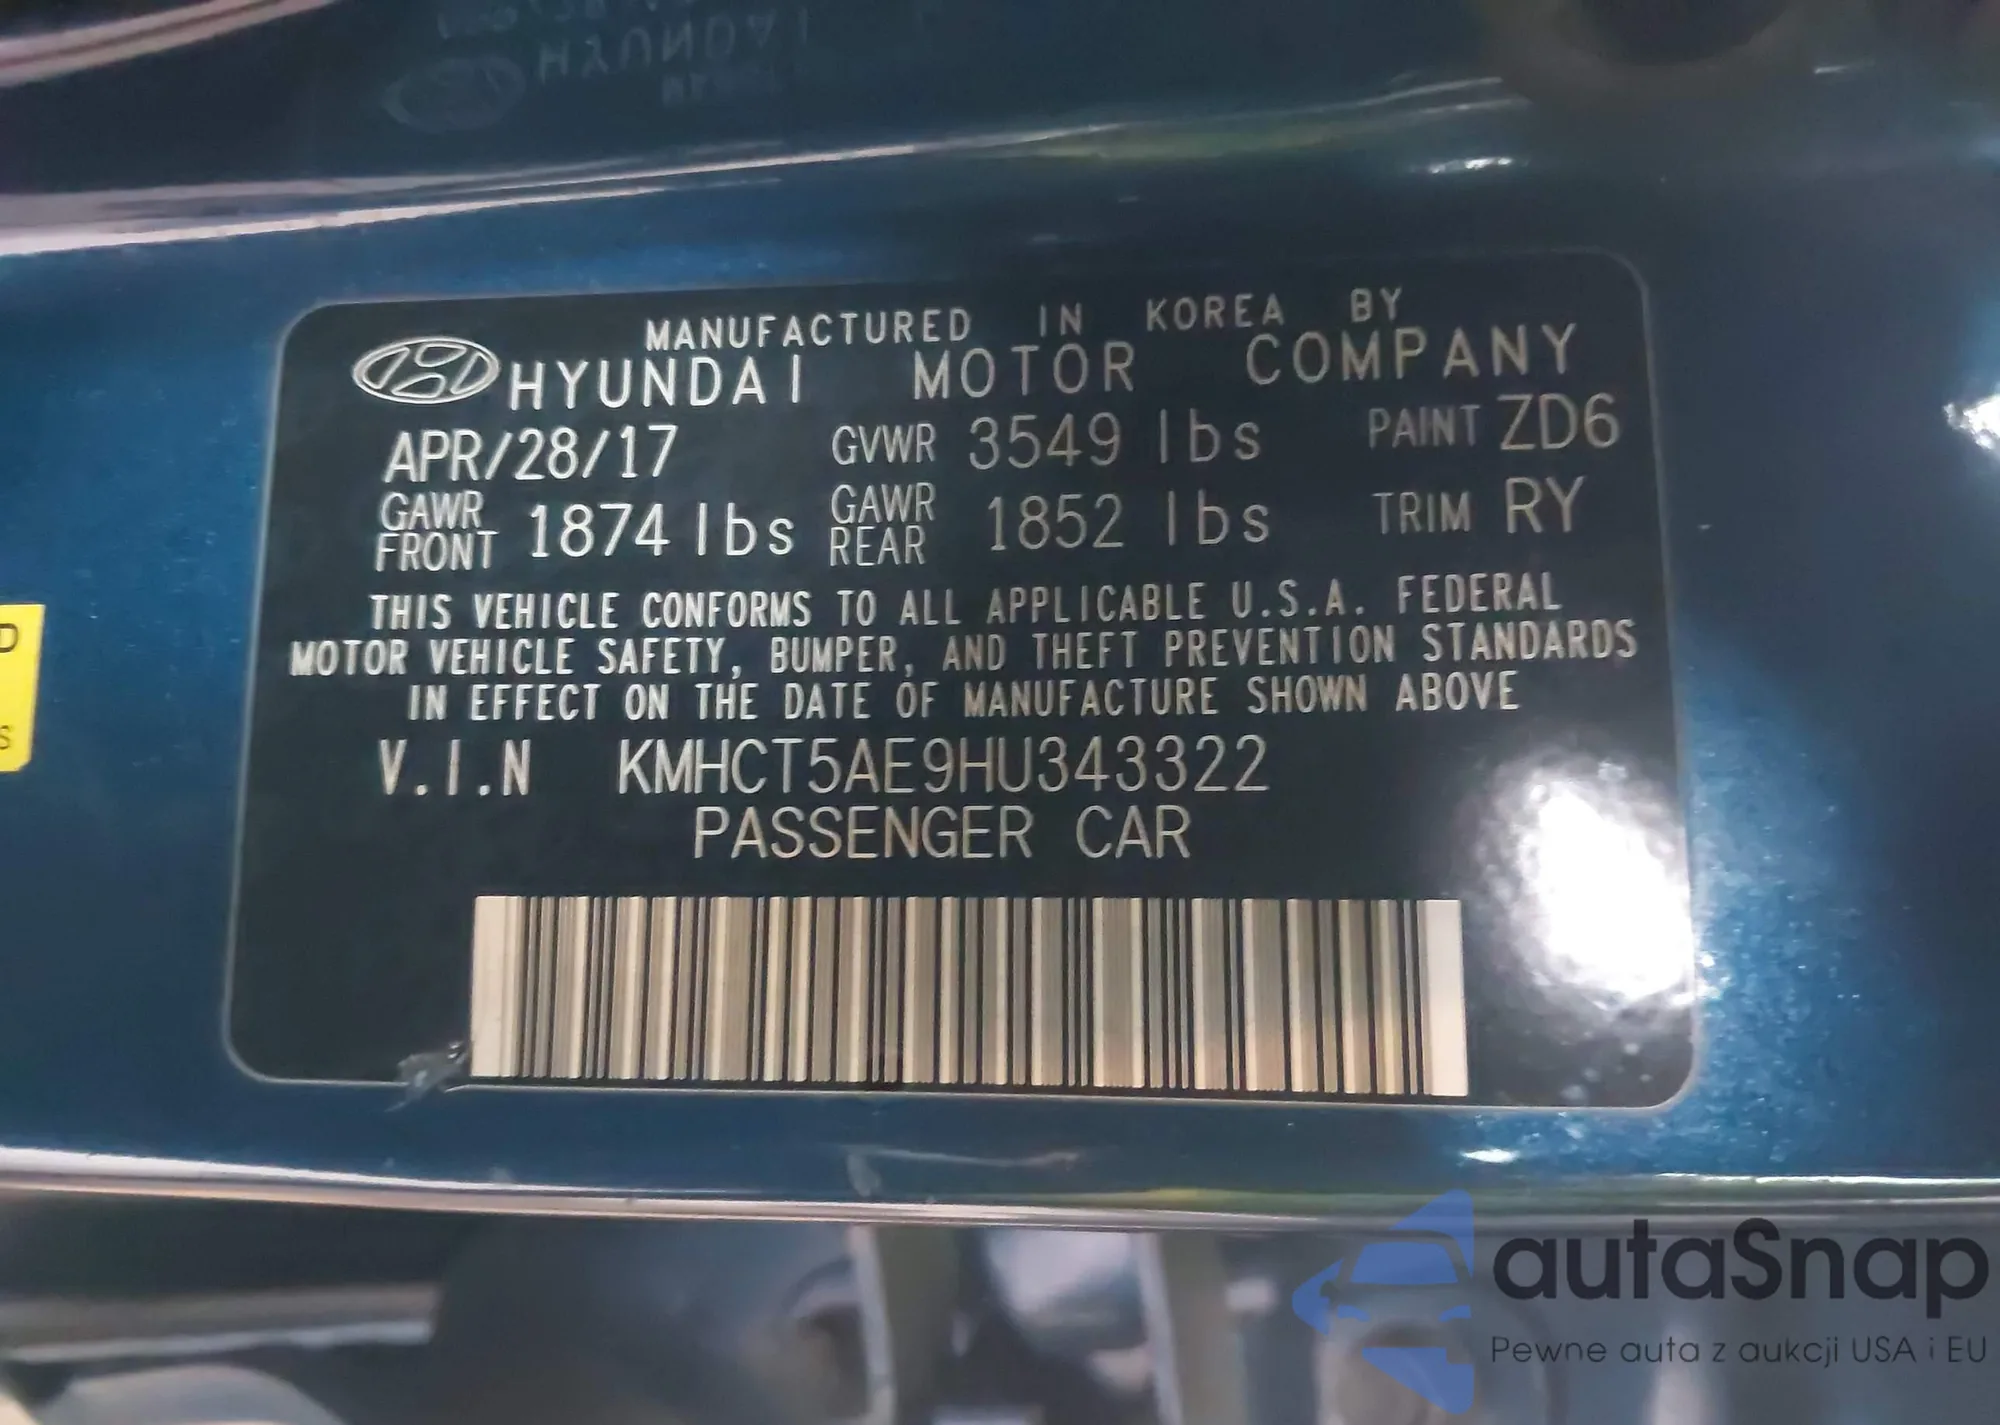 MANUFACTURED IN KOREA BY
HYUNDAI MOTOR COMPANY
APR/28/17 GVWR 3549 lbs PAINT ZD6
GAWR FRONT 1874 lbs GAWR REAR 1852 lbs TRIM RY
THIS VEHICLE CONFORMS TO ALL APPLICABLE U.S.A. FEDERAL
MOTOR VEHICLE SAFETY, BUMPER, AND THEFT PREVENTION STANDARDS
IN EFFECT ON THE DATE OF MANUFACTURE SHOWN ABOVE
V.I.N KMHCT5AE9HU343322
PASSENGER CAR
D
S
autaSnap
Pewne auta z aukcji USA i EU